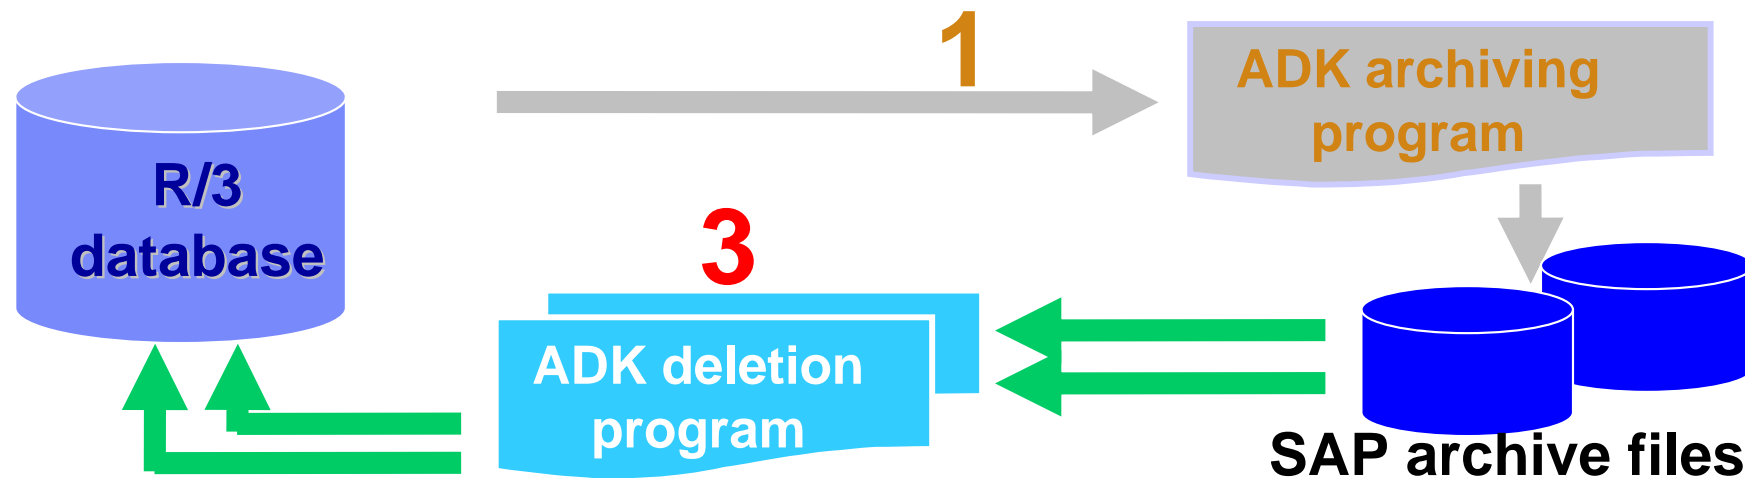 1
ADK archiving
program
R/3
database
3
ADK deletion
program
SAP archive files